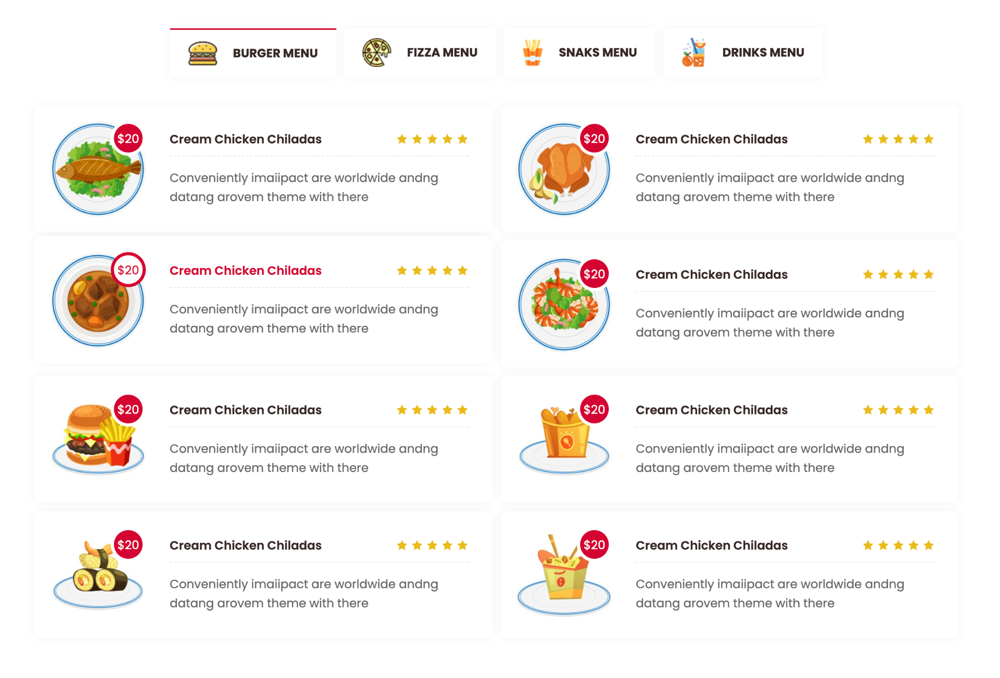 BURGER MENU
FIZZA MENU
SNAKS MENU
DRINKS MENU
$20
Cream Chicken Chiladas
Conveniently imaiipact are worldwide andng
datang arovem theme with there
$20
Cream Chicken Chiladas
Conveniently imaiipact are worldwide andng
datang arovem theme with there
$20
Cream Chicken Chiladas
Conveniently imaiipact are worldwide andng
datang arovem theme with there
$20
Cream Chicken Chiladas
Conveniently imaiipact are worldwide andng
datang arovem theme with there
$20
Cream Chicken Chiladas
Conveniently imaiipact are worldwide andng
datang arovem theme with there
$20
Cream Chicken Chiladas
Conveniently imaiipact are worldwide andng
datang arovem theme with there
$20
Cream Chicken Chiladas
Conveniently imaiipact are worldwide andng
datang arovem theme with there
$20
Cream Chicken Chiladas
Conveniently imaiipact are worldwide andng
datang arovem theme with there